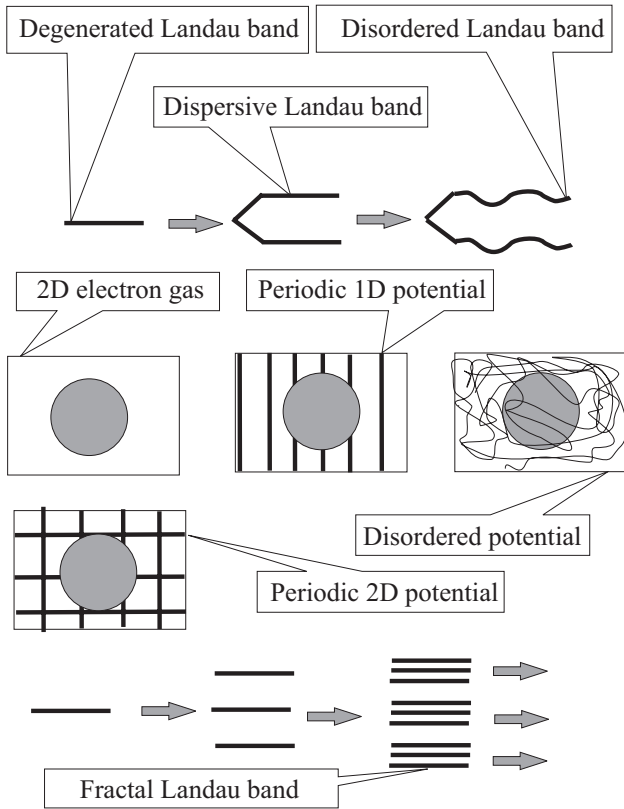 Degenerated Landau band
Disordered Landau band
Dispersive Landau band
2D electron gas
Periodic 1D potential
Disordered potential
Periodic 2D potential
Fractal Landau band